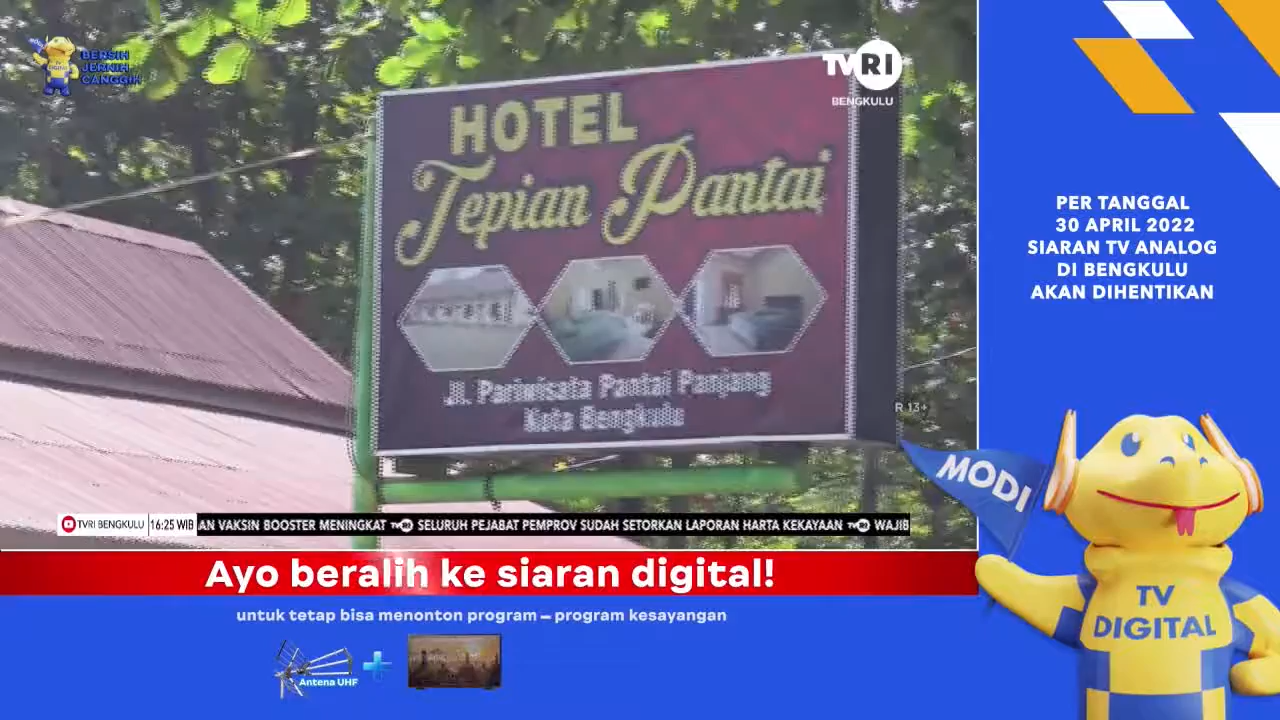 BERSIH
JERNIH
CANGGIH
TVRI
BENGKULU
HOTEL
Tepian Pantai
Jl. Pariwisata Pantai Panjang
Kota Bengkulu
R 13+
PER TANGGAL
30 APRIL 2022
SIARAN TV ANALOG
DI BENGKULU
AKAN DIHENTIKAN
MODI
TV
DIGITAL
TVRI BENGKULU 16:25 WIB AN VAKSIN BOOSTER MENINGKAT TVRI SELURUH PEJABAT PEMPROV SUDAH SETORKAN LAPORAN HARTA KEKAYAAN TVRI WAJIB
Ayo beralih ke siaran digital!
untuk tetap bisa menonton program – program kesayangan
Antena UHF